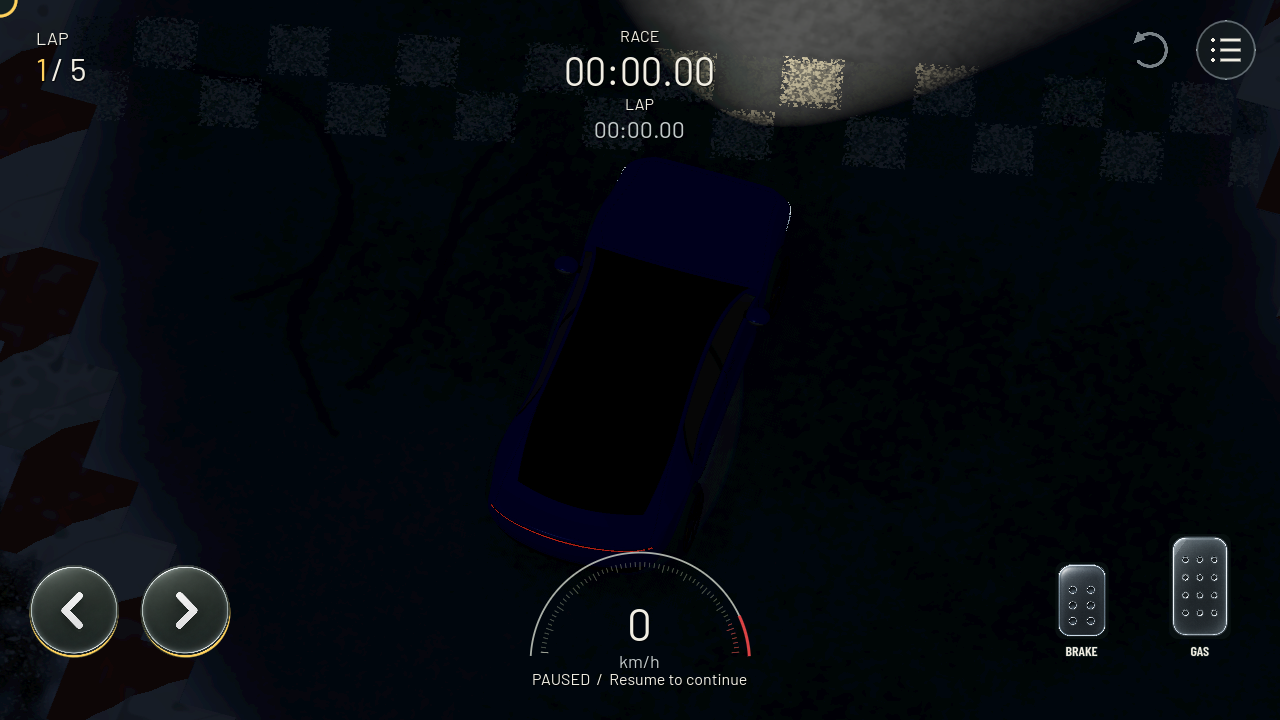 LAP
1/ 5
RACE
00:00.00
LAP
00:00.00
0
km/h
PAUSED / Resume to continue
BRAKE
GAS